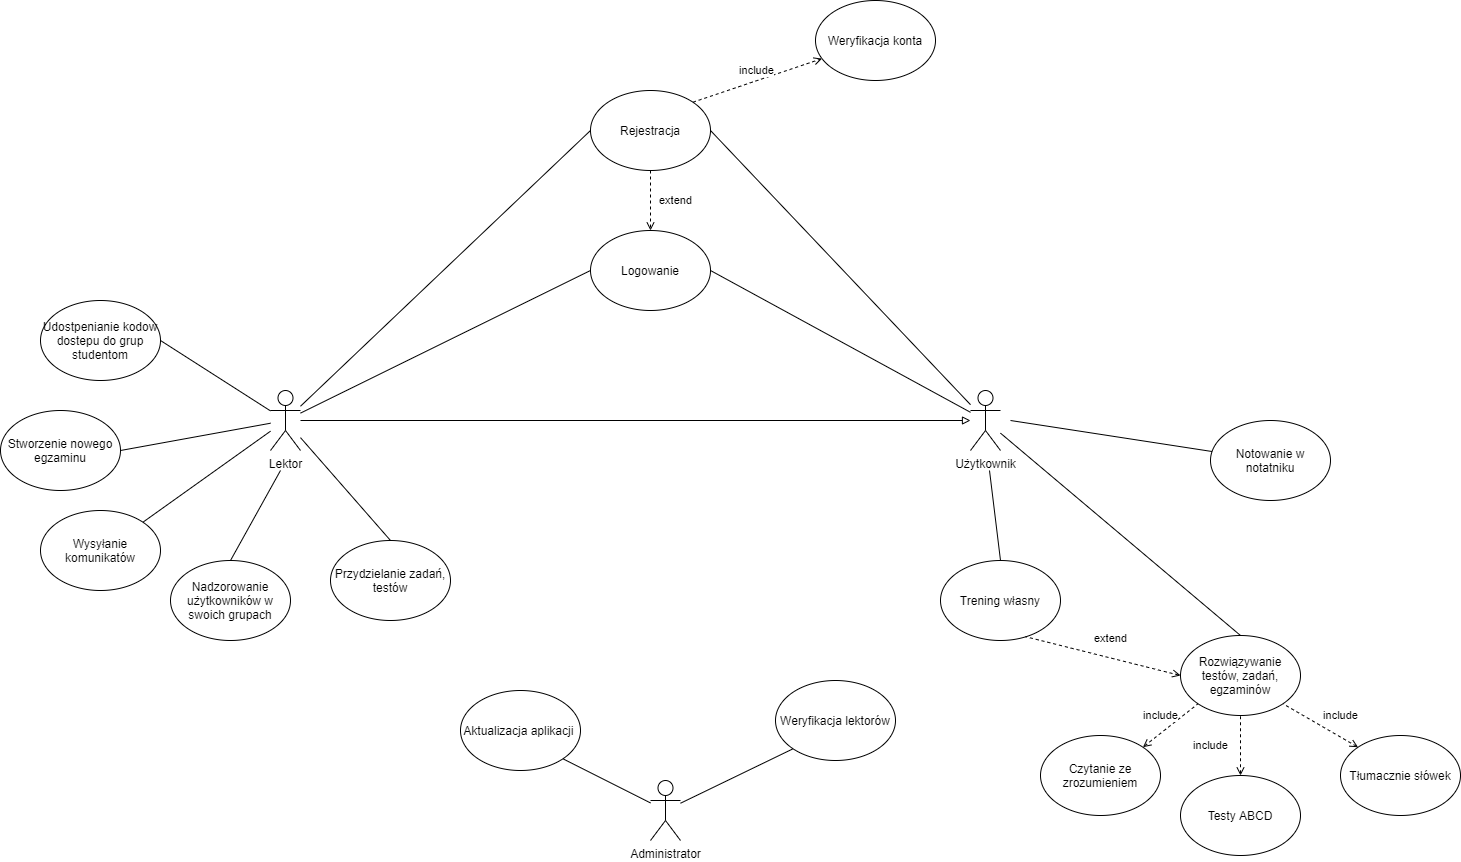 Weryfikacja konta
include
Rejestracja
extend
Logowanie
Udostpenianie kodow
dostepu do grup
studentom
Stworzenie nowego
egzaminu
Lektor
Użytkownik
Notowanie w
notatniku
Wysyłanie
komunikatów
Nadzorowanie
użytkowników w
swoich grupach
Przydzielanie zadań,
testów
Trening własny
extend
Rozwiązywanie
testów, zadań,
egzaminów
include
include
include
Czytanie ze
zrozumieniem
Testy ABCD
Tłumacznie słówek
Aktualizacja aplikacji
Weryfikacja lektorów
Administrator